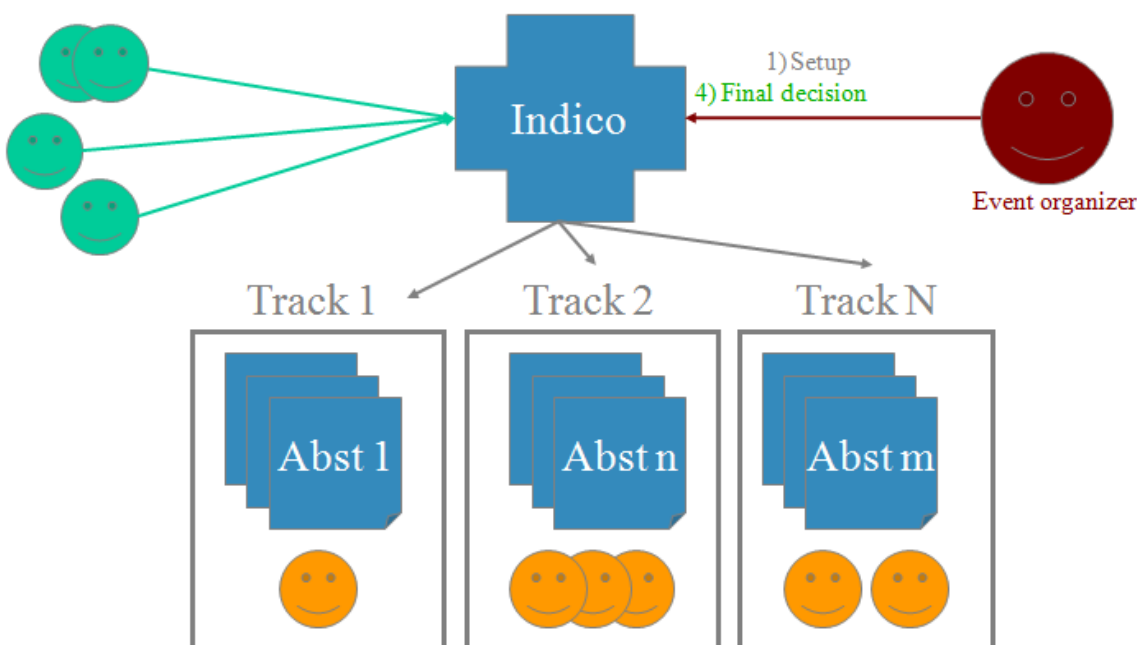 1) Setup
4) Final decision
Indico
Event organizer
Track 1
Track 2
Track N
Abst 1
Abst n
Abst m